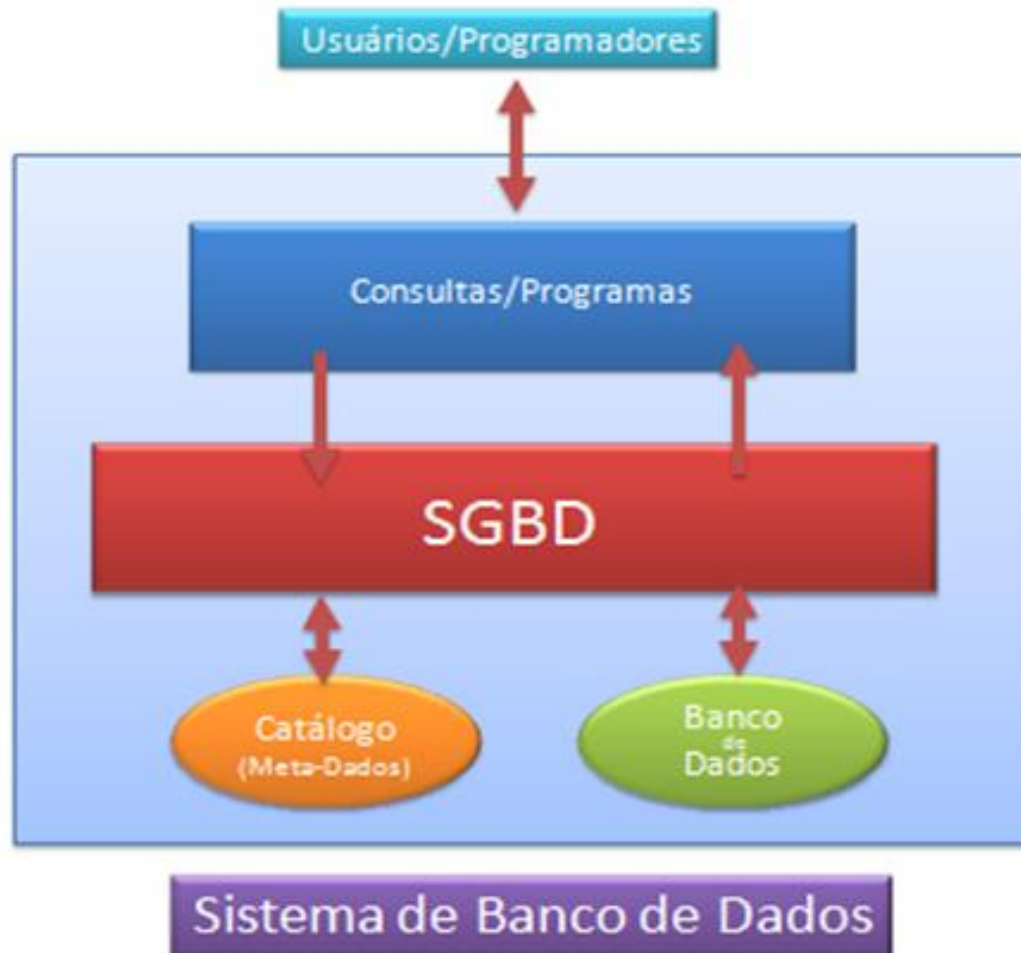 Usuários/Programadores
Consultas/Programas
SGBD
Catálogo
(Meta-Dados)
Banco
de
Dados
Sistema de Banco de Dados